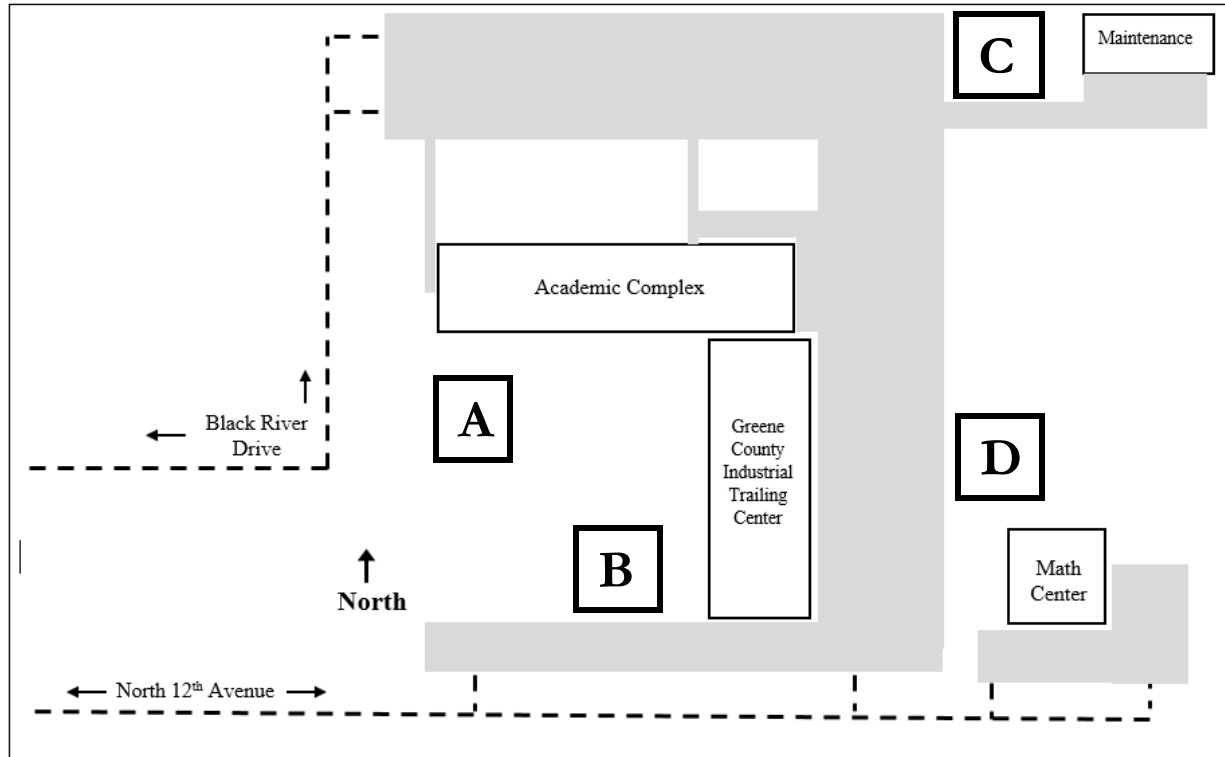 C
Maintenance
Academic Complex
A
Black River
Drive
Greene
County
Industrial
Trailing
Center
D
B
Math
Center
North
North 12th Avenue